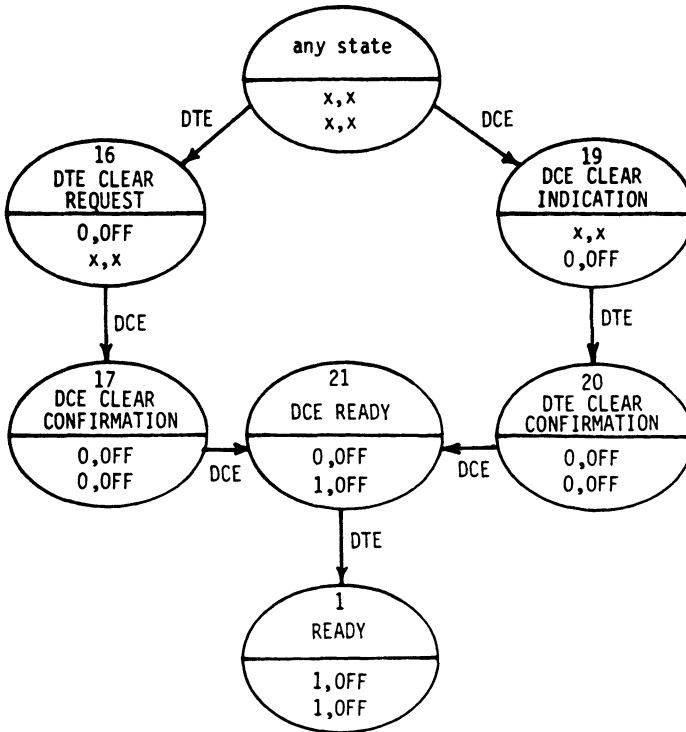 any state
x,x
x,x
DTE
DCE
16
DTE CLEAR
REQUEST
0,OFF
x,x
19
DCE CLEAR
INDICATION
x,x
0,OFF
DCE
DTE
17
DCE CLEAR
CONFIRMATION
0,OFF
0,OFF
DCE
21
DCE READY
0,OFF
1,OFF
DCE
20
DTE CLEAR
CONFIRMATION
0,OFF
0,OFF
DTE
1
READY
1,OFF
1,OFF